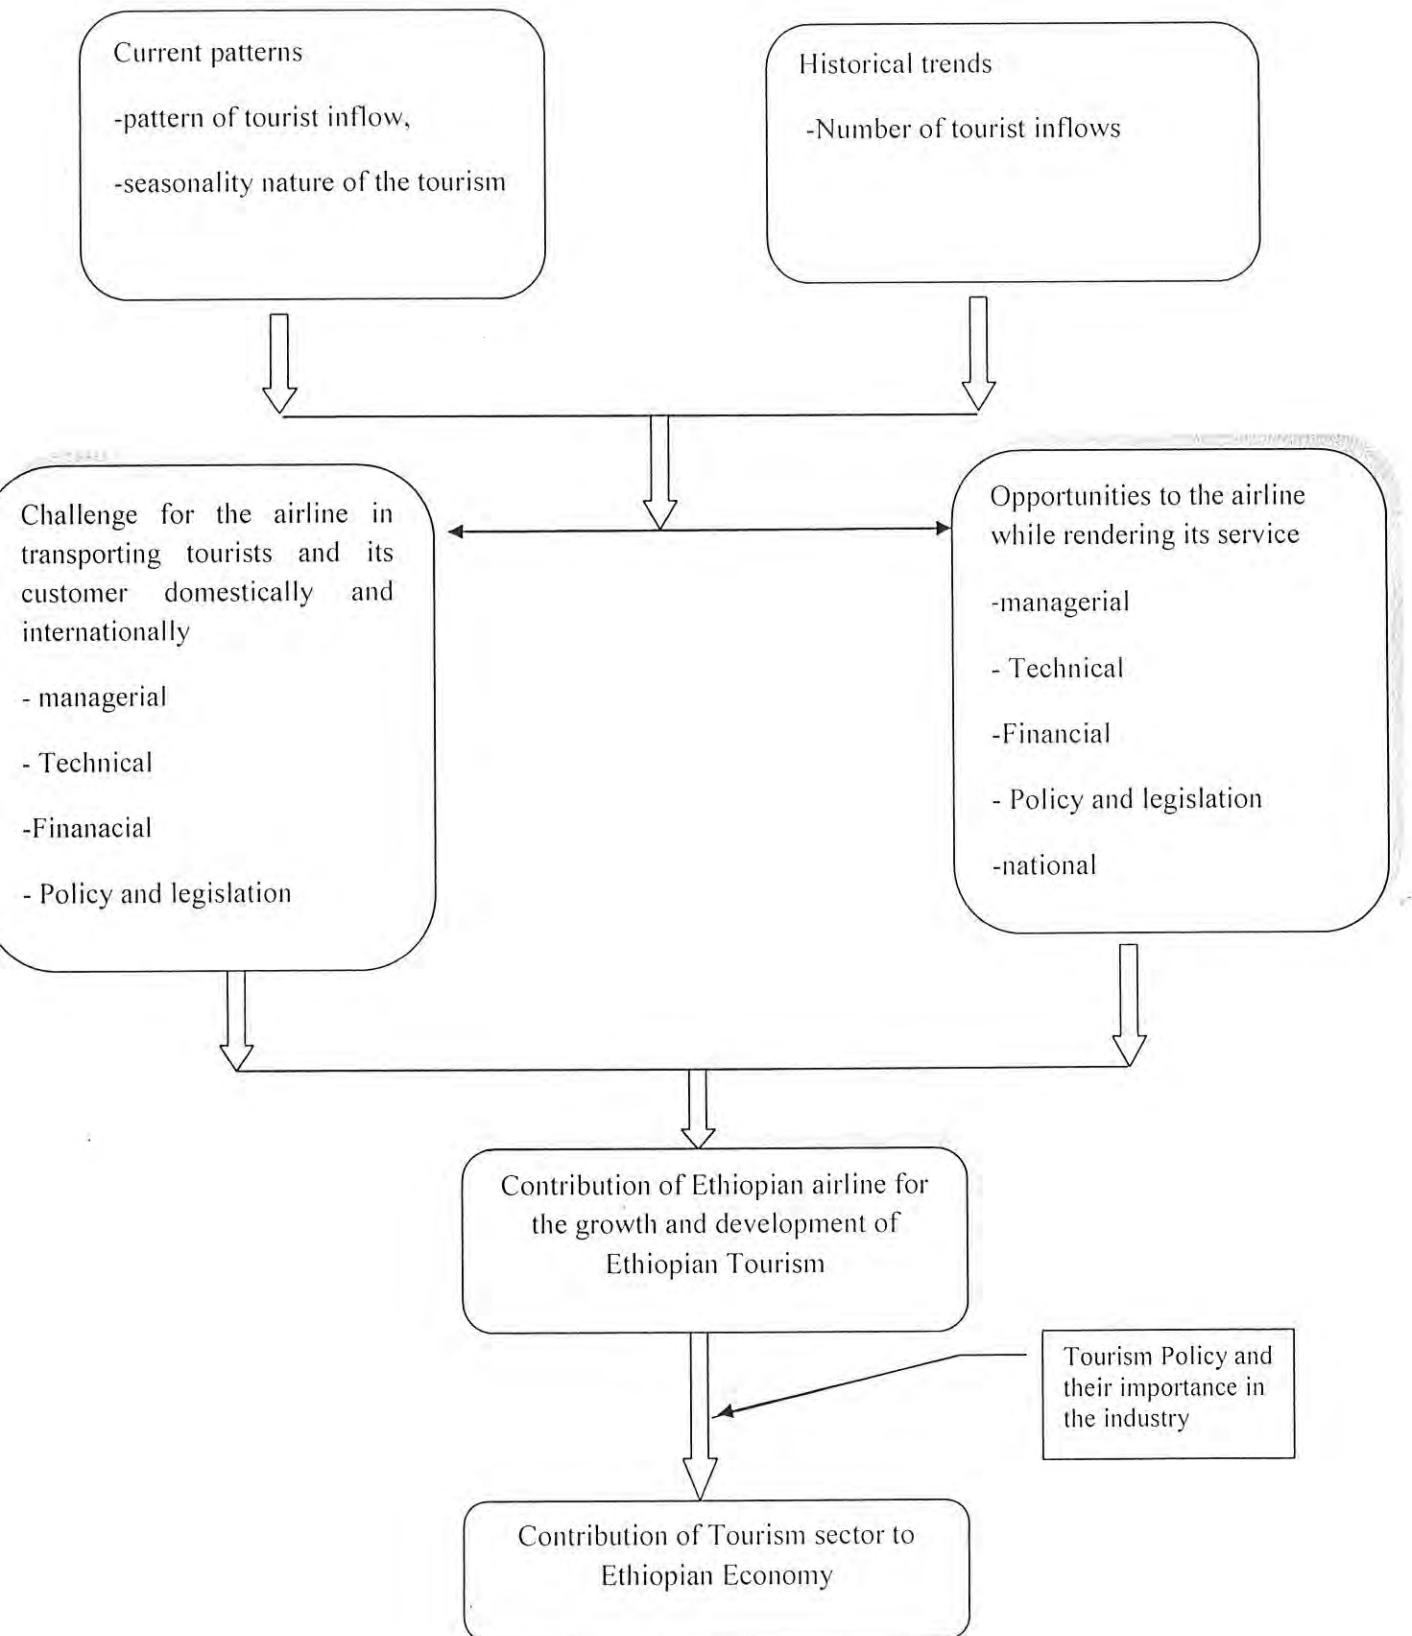 Current patterns
-pattern of tourist inflow,
-seasonality nature of the tourism
Historical trends
-Number of tourist inflows
Challenge for the airline in
transporting tourists and its
customer domestically and
internationally
- managerial
- Technical
-Finanacial
- Policy and legislation
Opportunities to the airline
while rendering its service
-managerial
- Technical
-Financial
- Policy and legislation
-national
Contribution of Ethiopian airline for
the growth and development of
Ethiopian Tourism
Tourism Policy and
their importance in
the industry
Contribution of Tourism sector to
Ethiopian Economy